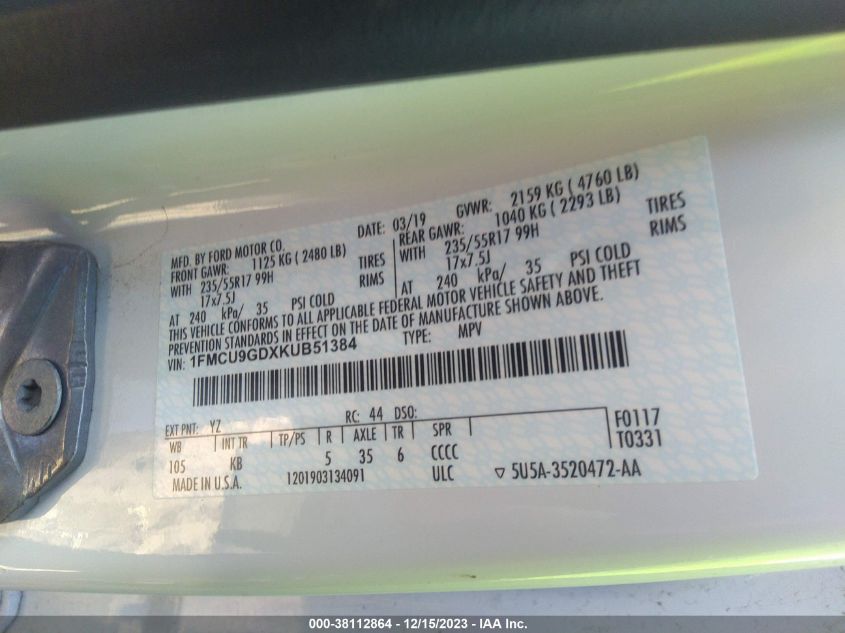 MFD. BY FORD MOTOR CO.
DATE: 03/19 GVWR: 2159 KG ( 4760 LB)
FRONT GAWR: 1125 KG ( 2480 LB) REAR GAWR: 1040 KG ( 2293 LB)
WITH 235/55R17 99H TIRES WITH 235/55R17 99H TIRES
17x7.5J RIMS 17x7.5J RIMS
AT 240 kPa/ 35 PSI COLD AT 240 kPa/ 35 PSI COLD
THIS VEHICLE CONFORMS TO ALL APPLICABLE FEDERAL MOTOR VEHICLE SAFETY AND THEFT
PREVENTION STANDARDS IN EFFECT ON THE DATE OF MANUFACTURE SHOWN ABOVE.
VIN: 1FMCU9GDXKUB51384 TYPE: MPV
EXT PNT: YZ RC: 44 DSO: F0117
WB INT TR TP/PS R AXLE TR SPR T0331
105 KB 5 35 6 CCCC
MADE IN U.S.A. 1201903134091 ULC ▽ 5U5A-3520472-AA
000-38112864 - 12/15/2023 - IAA Inc.